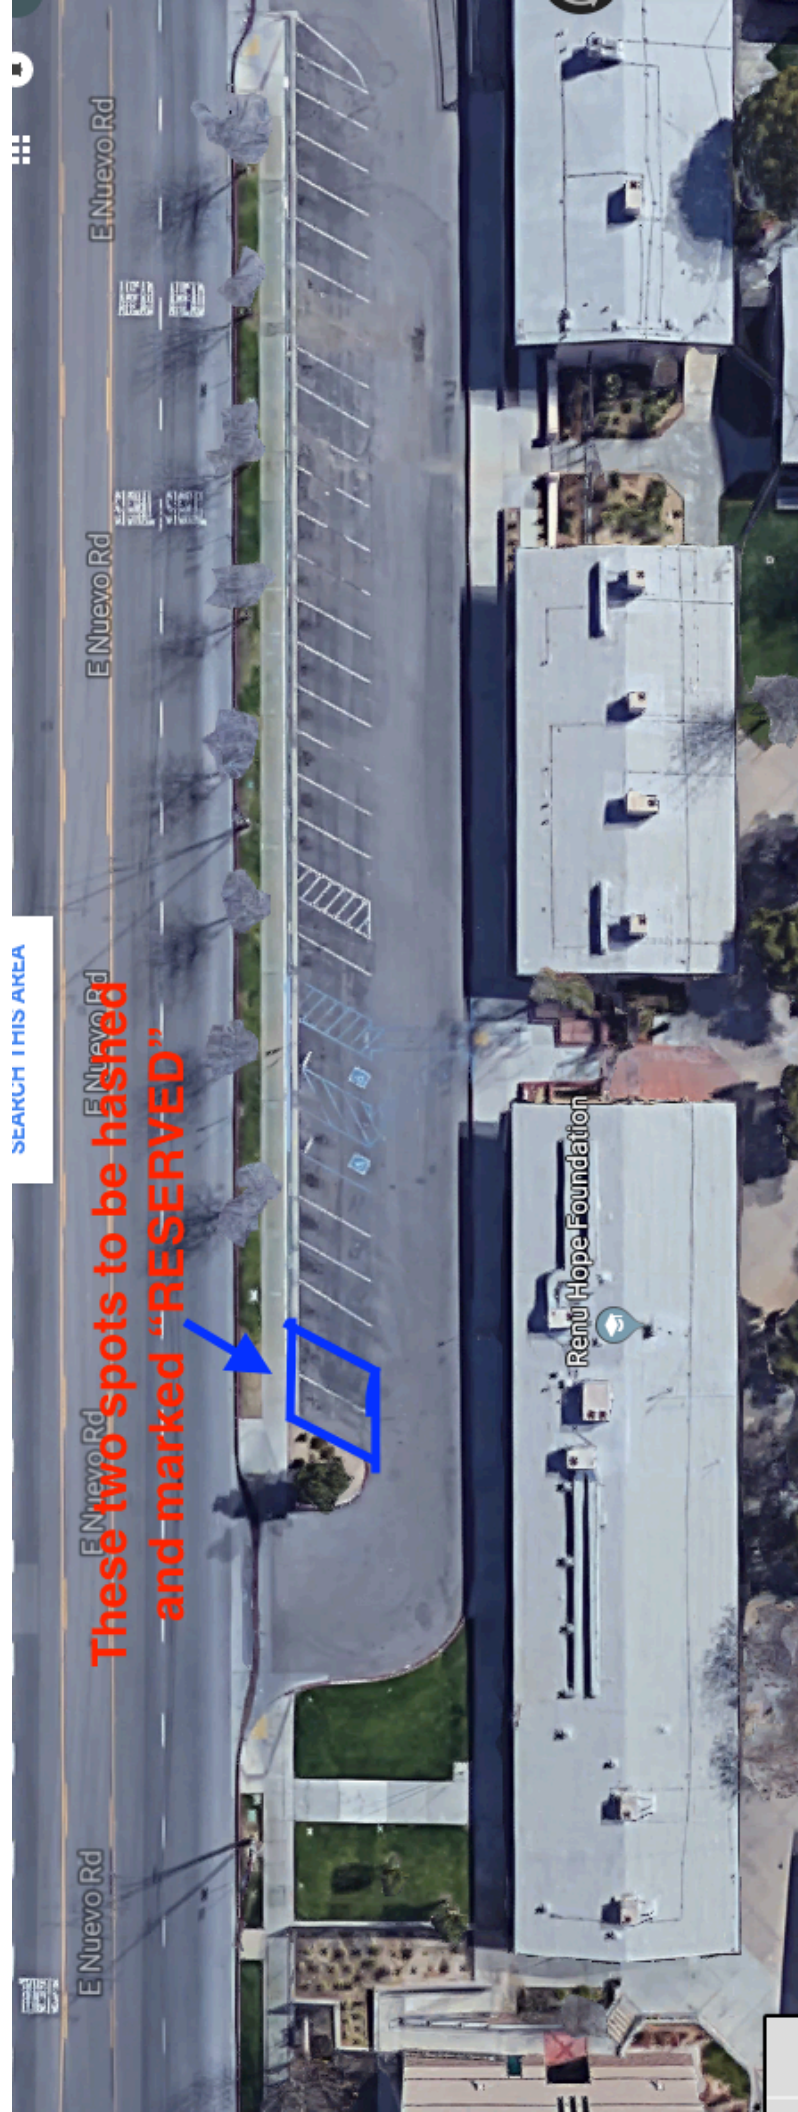 SEARCH THIS AREA
E Nuevo Rd
E Nuevo Rd
E Nuevo Rd
E Nuevo Rd
E Nuevo Rd
These two spots to be hashed
and marked “RESERVED”
Renu Hope Foundation